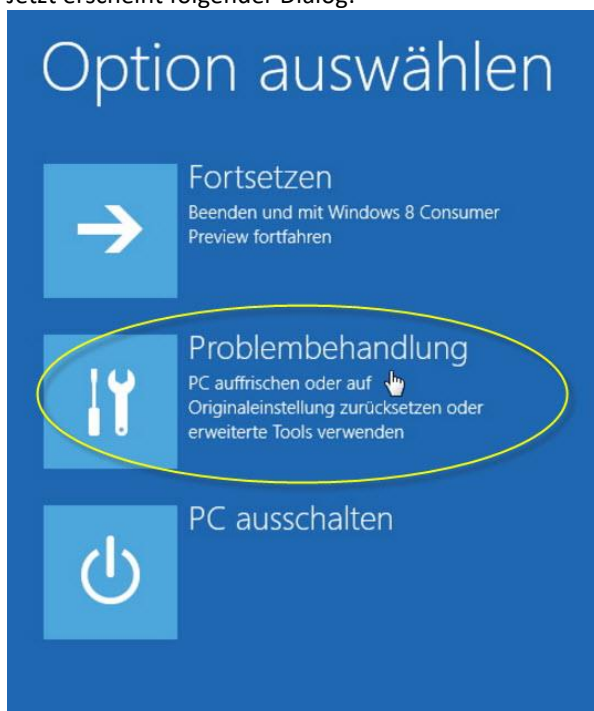 Jetzt erscheint folgender Dialog:
Option auswählen
Fortsetzen
Beenden und mit Windows 8 Consumer
Preview fortfahren
Problembehandlung
PC auffrischen oder auf
Originaleinstellung zurücksetzen oder
erweiterte Tools verwenden
PC ausschalten